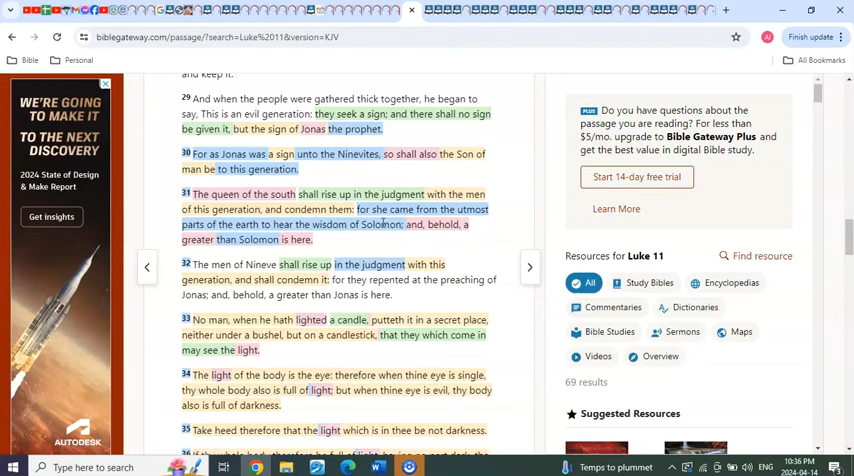 Finish update
biblegateway.com/passage/?search=Luke%2011&version=KJV
AI
Bible
Personal
All Bookmarks
and keep it.
29 And when the people were gathered thick together, he began to
say, This is an evil generation: they seek a sign; and there shall no sign
be given it, but the sign of Jonas the prophet.
30 For as Jonas was a sign unto the Ninevites, so shall also the Son of
man be to this generation.
31 The queen of the south shall rise up in the judgment with the men
of this generation, and condemn them: for she came from the utmost
parts of the earth to hear the wisdom of Solomon; and, behold, a
greater than Solomon is here.
32 The men of Nineve shall rise up in the judgment with this
generation, and shall condemn it: for they repented at the preaching of
Jonas; and, behold, a greater than Jonas is here.
33 No man, when he hath lighted a candle, putteth it in a secret place,
neither under a bushel, but on a candlestick, that they which come in
may see the light.
34 The light of the body is the eye: therefore when thine eye is single,
thy whole body also is full of light; but when thine eye is evil, thy body
also is full of darkness.
35 Take heed therefore that the light which is in thee be not darkness.
WE'RE GOING
TO MAKE IT
TO THE NEXT
DISCOVERY
2024 State of Design
& Make Report
Get insights
AUTODESK
PLUS Do you have questions about the
passage you are reading? For less than
$5/mo. upgrade to Bible Gateway Plus and
get the best value in digital Bible study.
Start 14-day free trial
Learn More
Resources for Luke 11
Find resource
All
Study Bibles
Encyclopedias
Commentaries
Dictionaries
Bible Studies
Sermons
Maps
Videos
Overview
69 results
Suggested Resources
Type here to search
Temps to plummet
ENG
10:36 PM
2024-04-14